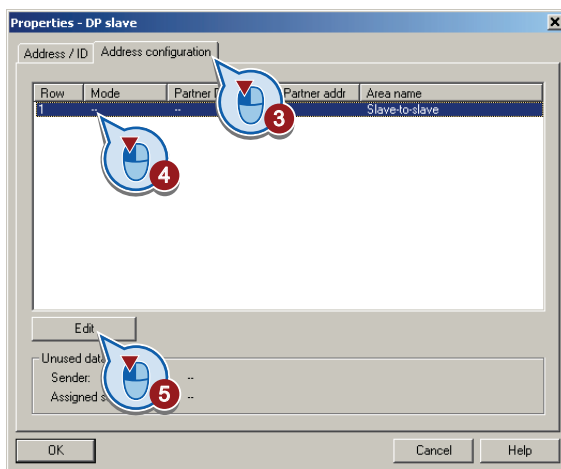 Properties - DP slave
Address / ID Address configuration
Row Mode Partner Partner addr Area name
3
1 -- -- Slave-to-slave
4
Edit
Unused
Sender: --
Assigned --
5
OK Cancel Help